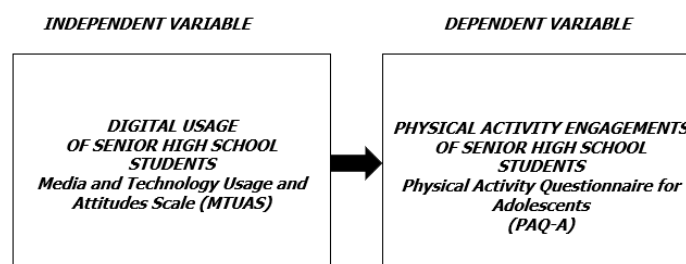 INDEPENDENT VARIABLE
DEPENDENT VARIABLE
DIGITAL USAGE
OF SENIOR HIGH SCHOOL
STUDENTS
Media and Technology Usage and
Attitudes Scale (MTUAS)
PHYSICAL ACTIVITY ENGAGEMENTS
OF SENIOR HIGH SCHOOL
STUDENTS
Physical Activity Questionnaire for
Adolescents
(PAQ-A)